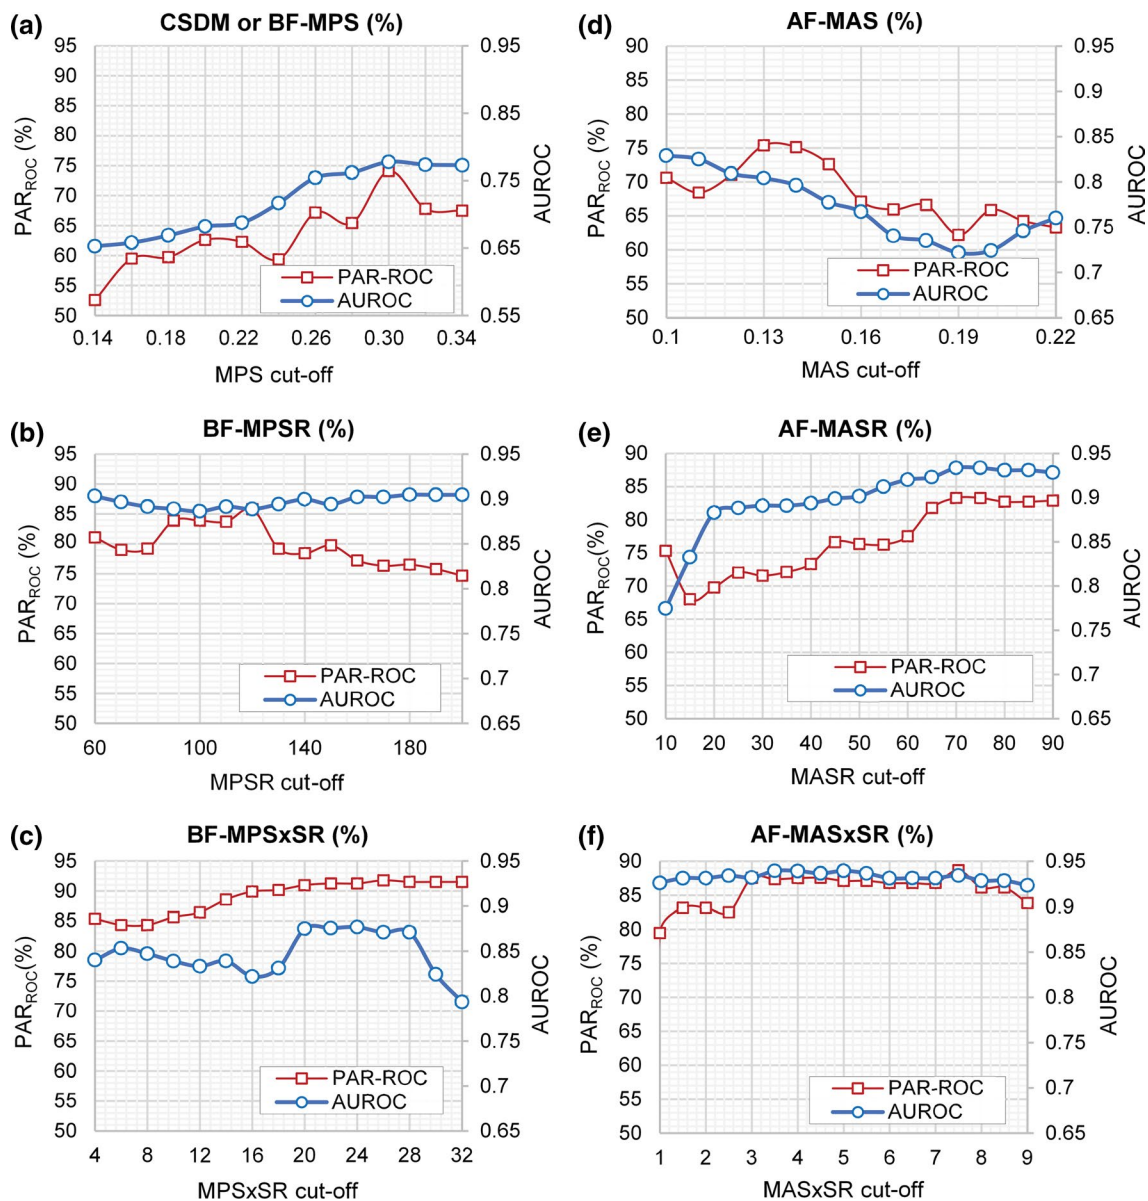 (a)
CSDM or BF-MPS (%)
95
90
85
80
75
70
65
60
55
50
PAR_ROC (%)
0.95
0.85
0.75
0.65
0.55
AUROC
PAR-ROC
AUROC
0.14 0.18 0.22 0.26 0.30 0.34
MPS cut-off
(d)
AF-MAS (%)
90
85
80
75
70
65
60
55
50
PAR_ROC (%)
0.95
0.9
0.85
0.8
0.75
0.7
0.65
AUROC
PAR-ROC
AUROC
0.1 0.13 0.16 0.19 0.22
MAS cut-off
(b)
BF-MPSR (%)
95
90
85
80
75
70
65
60
55
50
PAR_ROC (%)
0.95
0.9
0.85
0.8
0.75
0.7
0.65
AUROC
PAR-ROC
AUROC
60 100 140 180
MPSR cut-off
(e)
AF-MASR (%)
90
85
80
75
70
65
60
55
50
PAR_ROC(%)
0.95
0.9
0.85
0.8
0.75
0.7
0.65
AUROC
PAR-ROC
AUROC
10 20 30 40 50 60 70 80 90
MASR cut-off
(c)
BF-MPSxSR (%)
95
90
85
80
75
70
65
60
55
50
PAR_ROC(%)
0.95
0.9
0.85
0.8
0.75
0.7
0.65
AUROC
PAR-ROC
AUROC
4 8 12 16 20 24 28 32
MPSxSR cut-off
(f)
AF-MASxSR (%)
90
85
80
75
70
65
60
55
50
PAR_ROC (%)
0.95
0.9
0.85
0.8
0.75
0.7
0.65
AUROC
PAR-ROC
AUROC
1 2 3 4 5 6 7 8 9
MASxSR cut-off